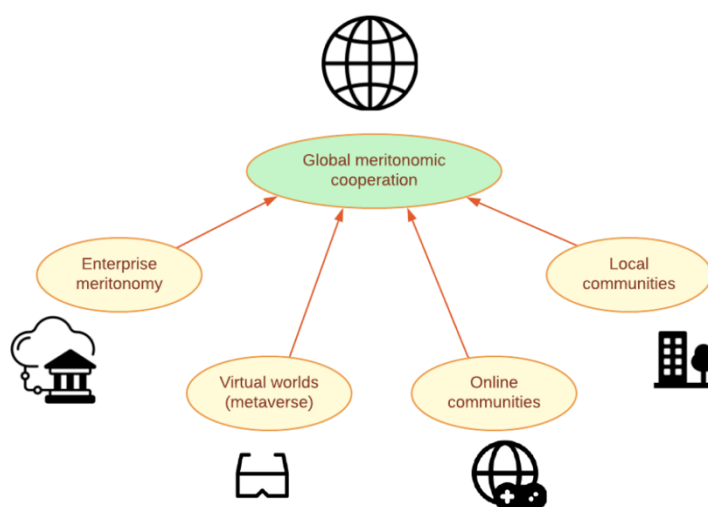 Global meritonomic
cooperation
Enterprise
meritonomy
Local
communities
Virtual worlds
(metaverse)
Online
communities